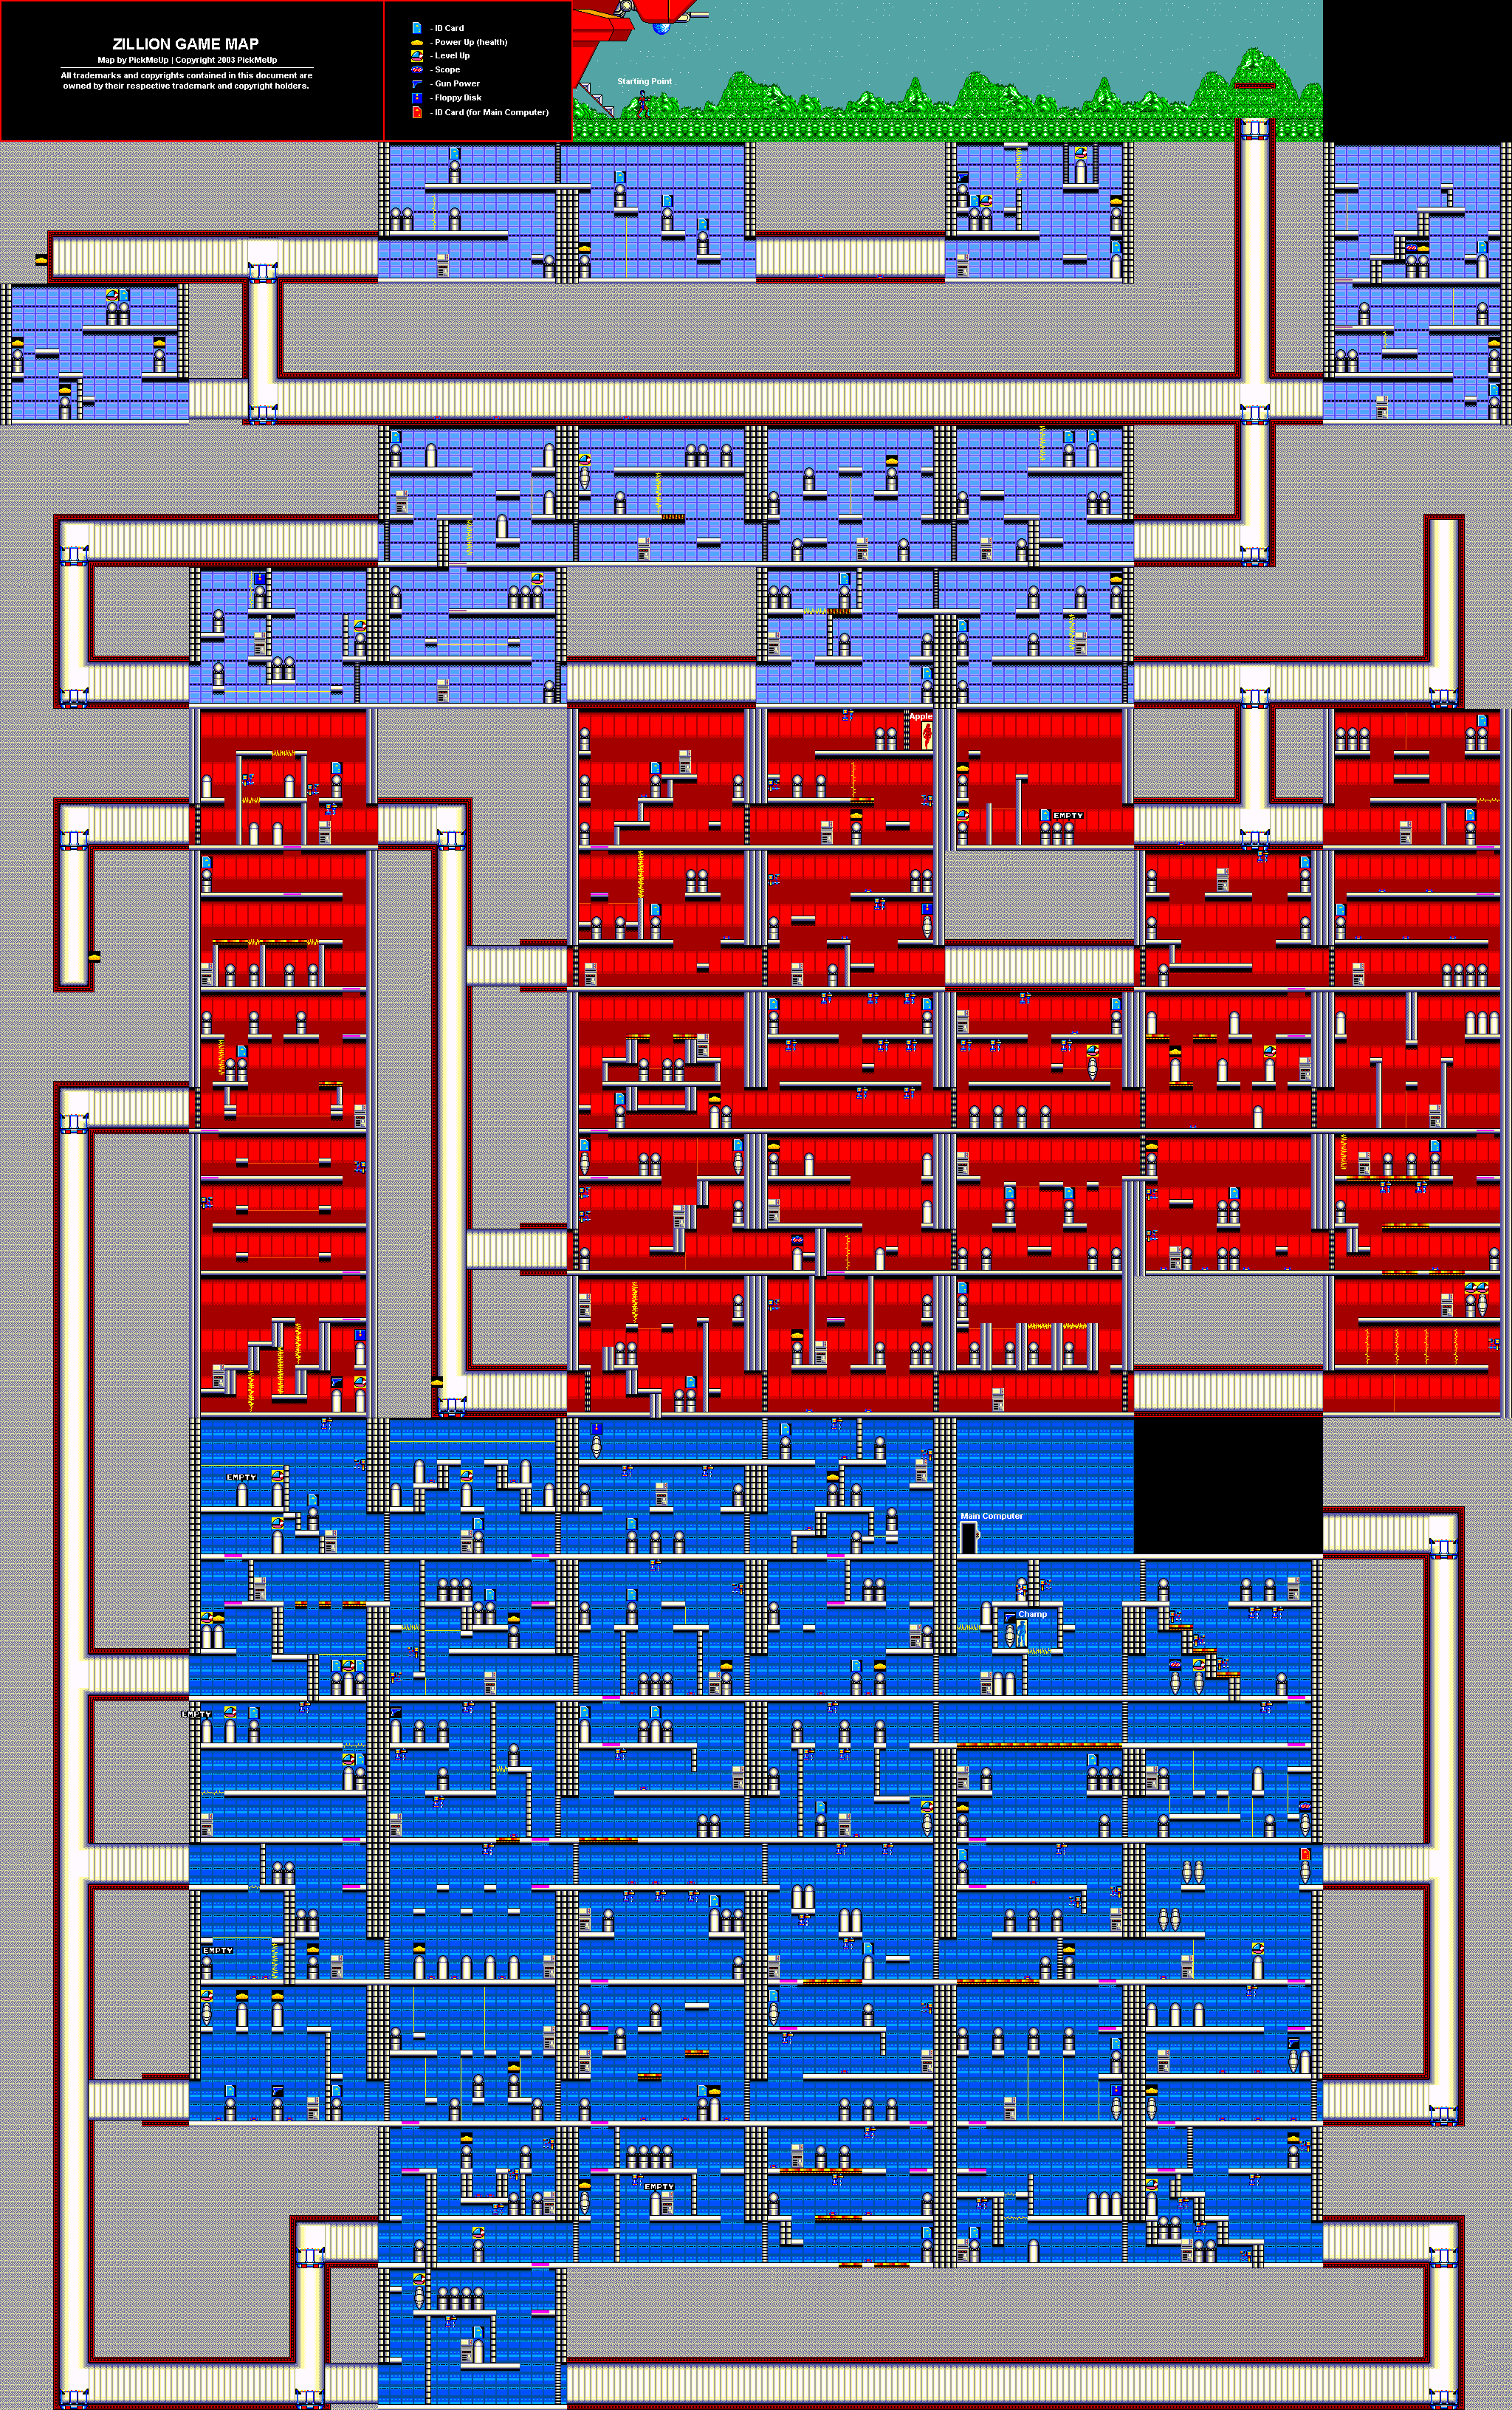 ZILLION GAME MAP
Map by PickMeUp | Copyright 2003 PickMeUp
All trademarks and copyrights contained in this document are
owned by their respective trademark and copyright holders.
- ID Card
- Power Up (health)
- Level Up
- Scope
- Gun Power
- Floppy Disk
- ID Card (for Main Computer)
Starting Point
Apple
EMPTY
EMPTY
Main Computer
Champ
EMPTY
EMPTY
EMPTY